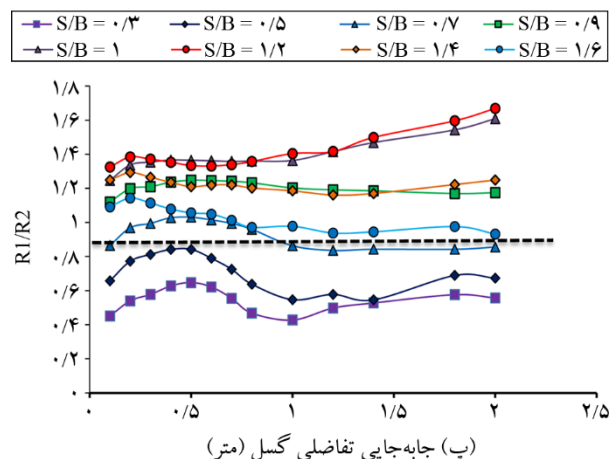 S/B = ۰/۳ S/B = ۰/۵ S/B = ۰/۷ S/B = ۰/۹
S/B = ۱ S/B = ۱/۲ S/B = ۱/۴ S/B = ۱/۶
۱/۸
۱/۶
۱/۴
۱/۲
۱
۰/۸
۰/۶
۰/۴
۰/۲
۰
R1/R2
۰ ۰/۵ ۱ ۱/۵ ۲ ۲/۵
(پ) جابه‌جایی تفاضلی گسل (متر)